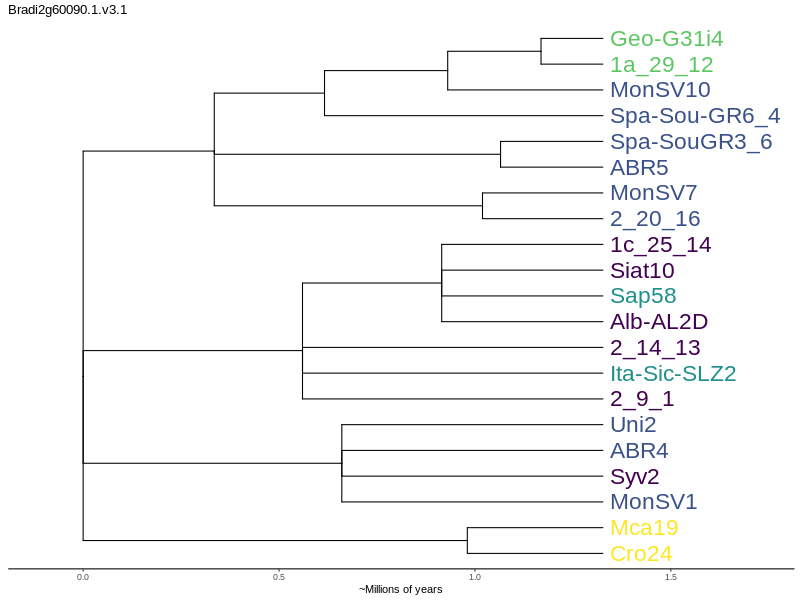 Bradi2g60090.1.v3.1
Geo-G31i4
1a_29_12
MonSV10
Spa-Sou-GR6_4
Spa-SouGR3_6
ABR5
MonSV7
2_20_16
1c_25_14
Siat10
Sap58
Alb-AL2D
2_14_13
Ita-Sic-SLZ2
2_9_1
Uni2
ABR4
Syv2
MonSV1
Mca19
Cro24
0.0 0.5 1.0 1.5
~Millions of years